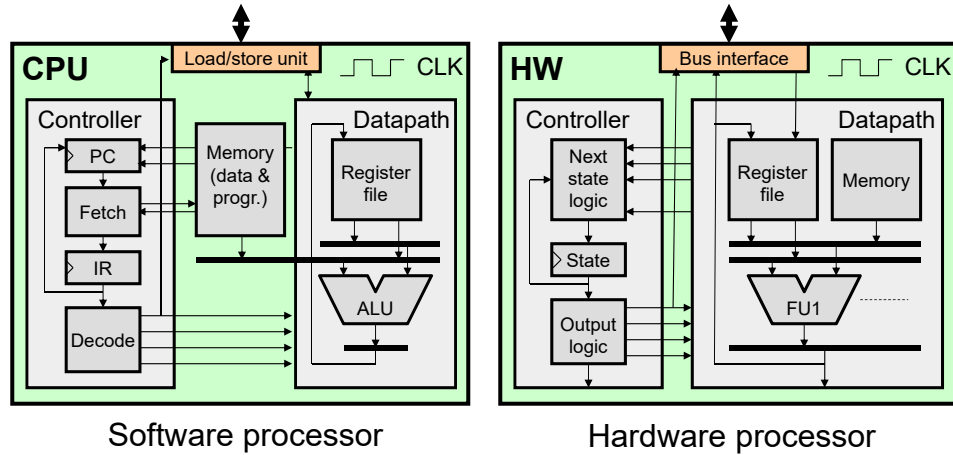 CPU
Load/store unit
CLK
Controller
PC
Fetch
IR
Decode
Memory
(data &
progr.)
Datapath
Register
file
ALU
Software processor
HW
Bus interface
CLK
Controller
Next
state
logic
State
Output
logic
Datapath
Register
file
Memory
FU1
Hardware processor